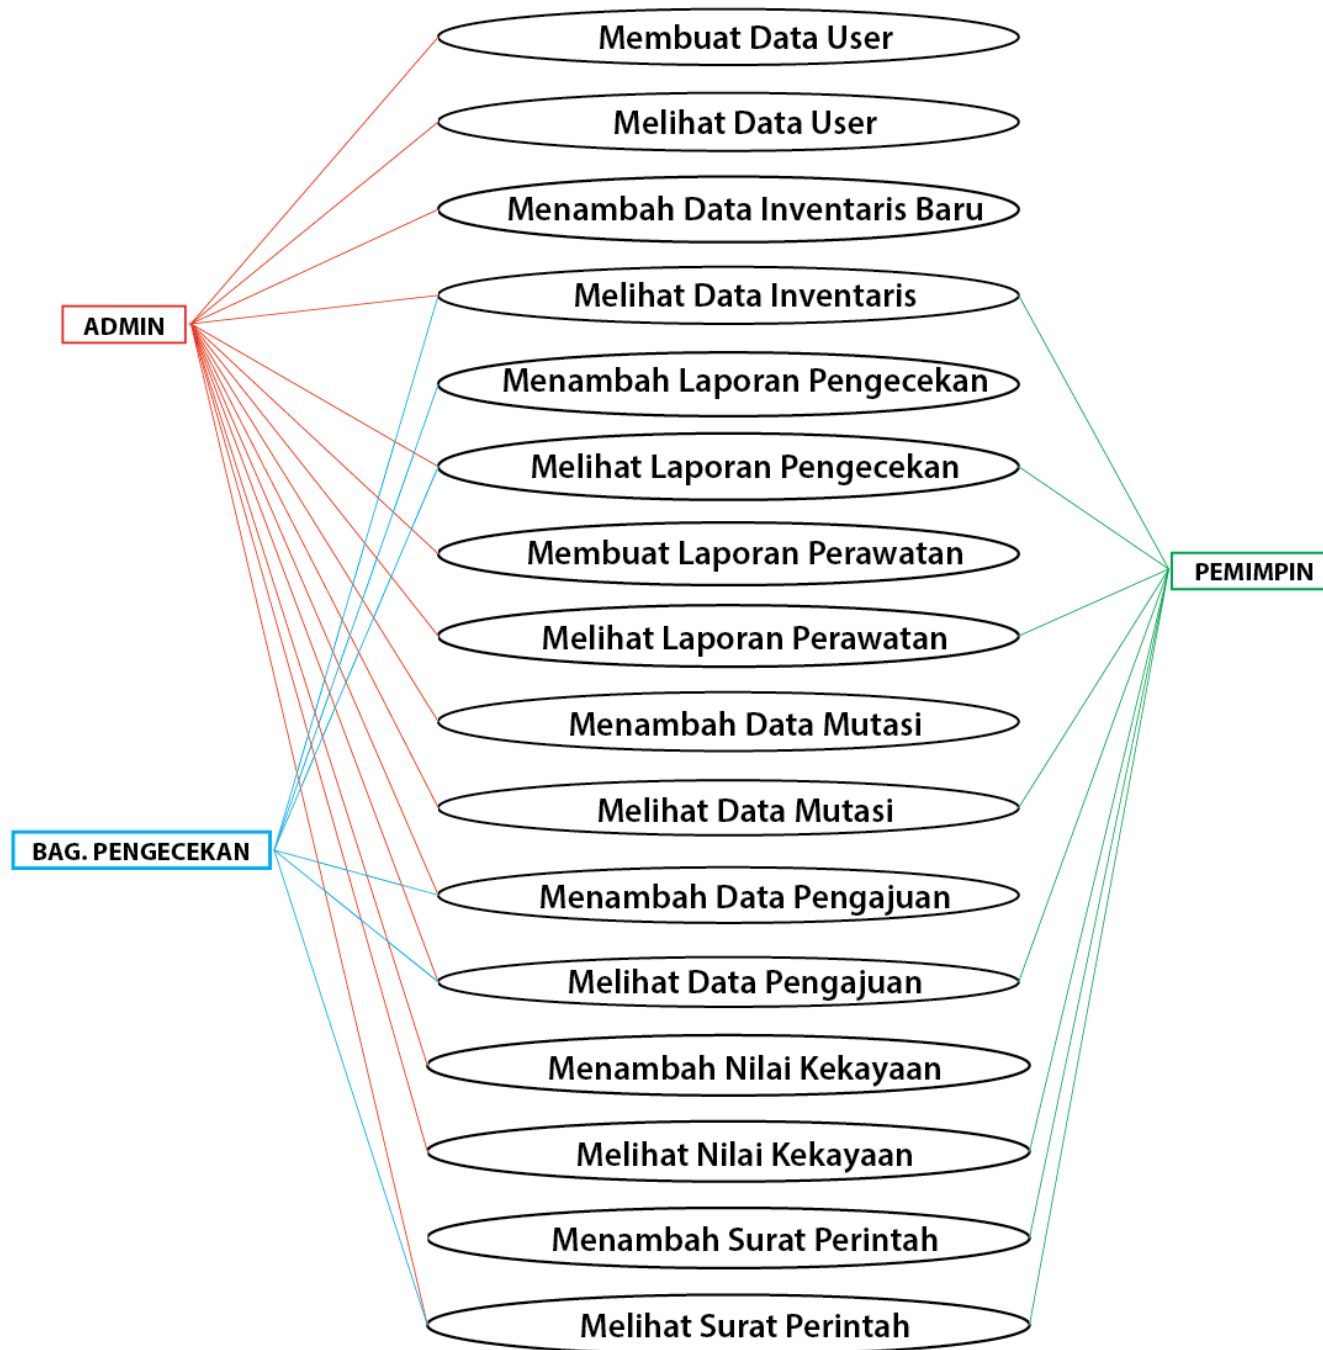 Membuat Data User
Melihat Data User
Menambah Data Inventaris Baru
Melihat Data Inventaris
ADMIN
Menambah Laporan Pengecekan
Melihat Laporan Pengecekan
Membuat Laporan Perawatan
PEMIMPIN
Melihat Laporan Perawatan
Menambah Data Mutasi
Melihat Data Mutasi
BAG. PENGECEKAN
Menambah Data Pengajuan
Melihat Data Pengajuan
Menambah Nilai Kekayaan
Melihat Nilai Kekayaan
Menambah Surat Perintah
Melihat Surat Perintah